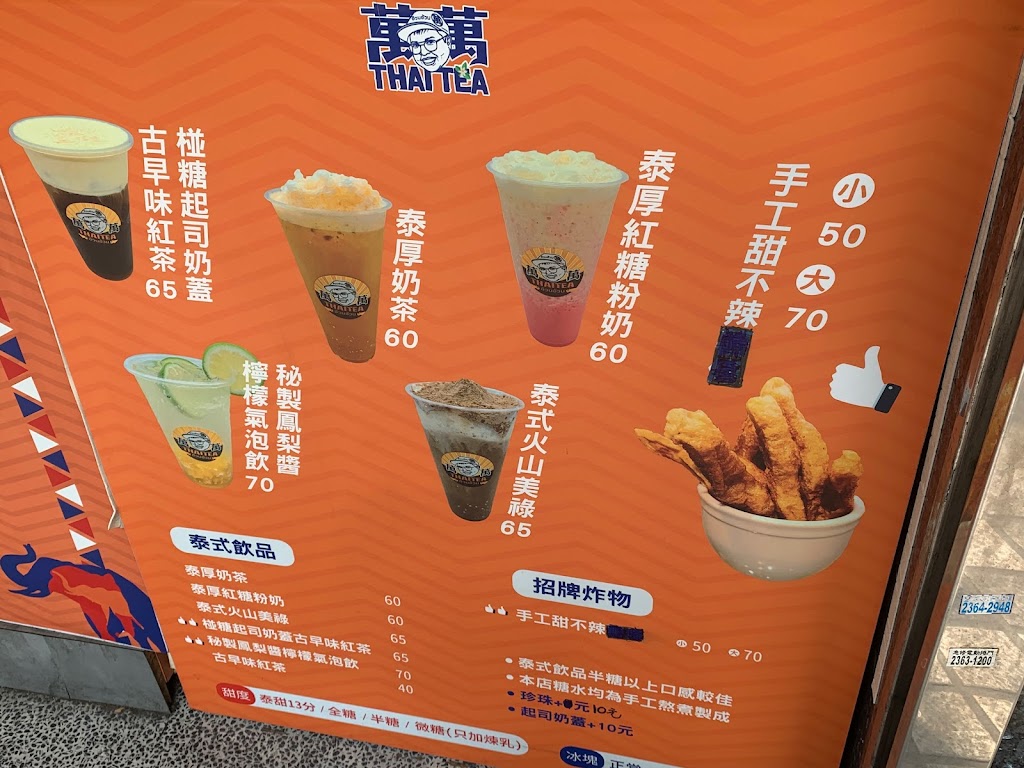 萬萬
THAI TEA
椪糖起司奶蓋
古早味紅茶 65
泰厚奶茶
60
泰厚紅糖粉奶
60
手工甜不辣
小
50
大
70
秘製鳳梨醬
檸檬氣泡飲
70
泰式火山美祿
65
泰式飲品
泰厚奶茶 60
泰厚紅糖粉奶 60
泰式火山美祿 65
椪糖起司奶蓋古早味紅茶 65
秘製鳳梨醬檸檬氣泡飲 70
古早味紅茶 40
甜度 泰甜13分 / 全糖 / 半糖 / 微糖(只加煉乳)
招牌炸物
手工甜不辣 小 50 大 70
• 泰式飲品半糖以上口感較佳
• 本店糖水均為手工熬煮製成
• 珍珠+元10元
• 起司奶蓋+10元
冰塊 正常
2364-2948
2363-1200